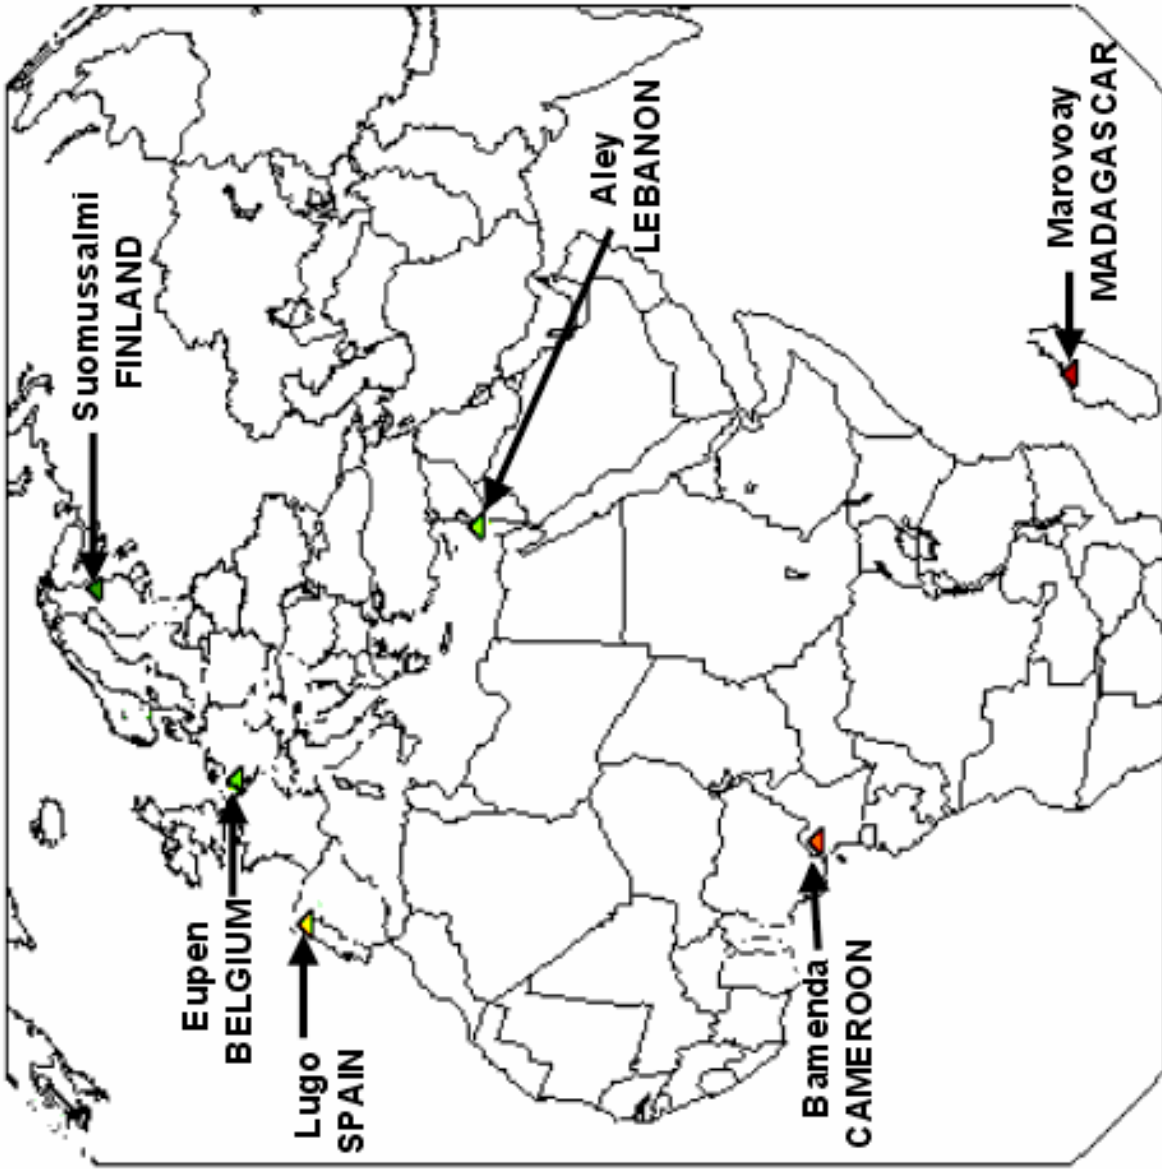 Suomussalmi
FINLAND
Eupen
BELGIUM
Lugo
SPAIN
Aley
LEBANON
Bamenda
CAMEROON
Marovoay
MADAGASCAR